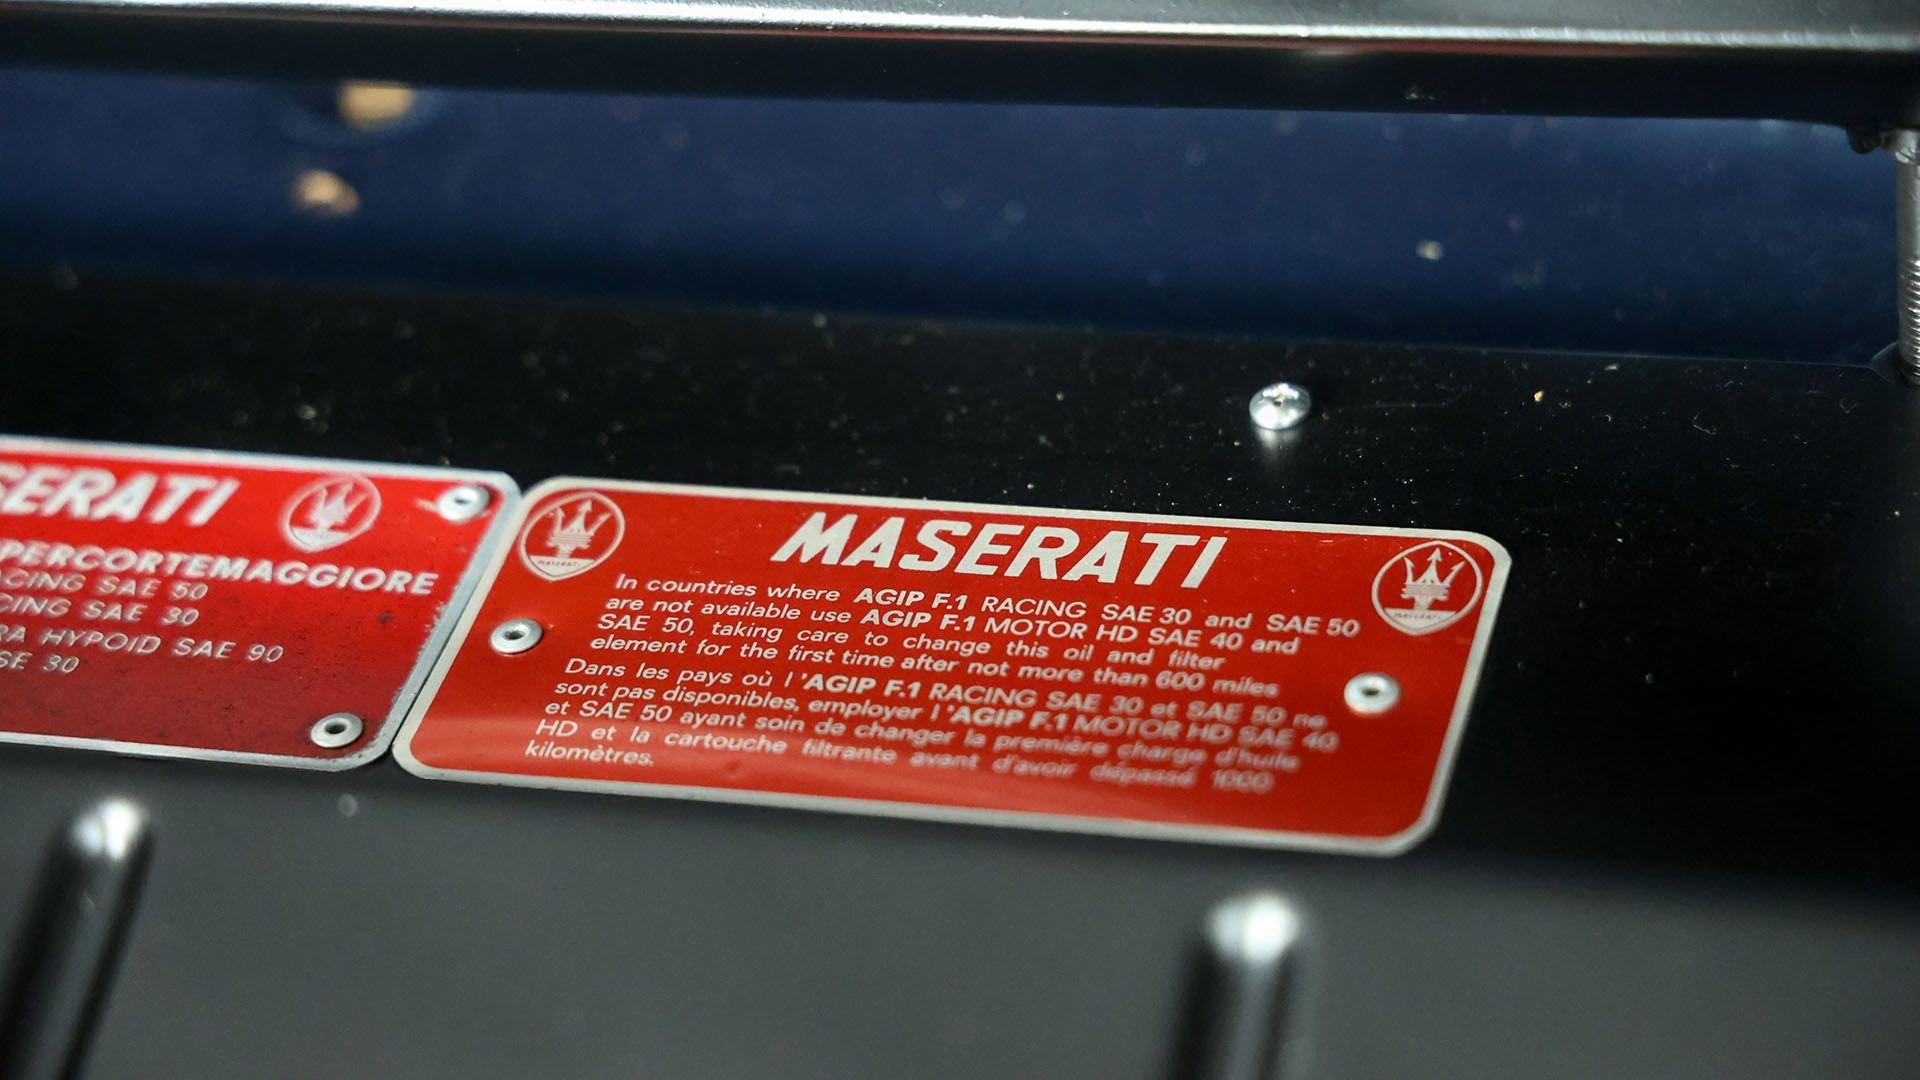 SERATI
PERCORTEMAGGIORE
CING SAE 50
CING SAE 30
RA HYPOID SAE 90
SE 30
MASERATI
MASERATI
MASERATI
In countries where AGIP F.1 RACING SAE 30 and SAE 50
are not available use AGIP F.1 MOTOR HD SAE 40 and
SAE 50, taking care to change this oil and filter
element for the first time after not more than 600 miles
Dans les pays où l'AGIP F.1 RACING SAE 30 et SAE 50 ne
sont pas disponibles, employer l'AGIP F.1 MOTOR HD SAE 40
et SAE 50 ayant soin de changer la première charge d'huile
HD et la cartouche filtrante avant d'avoir dépassé 1000
kilomètres.